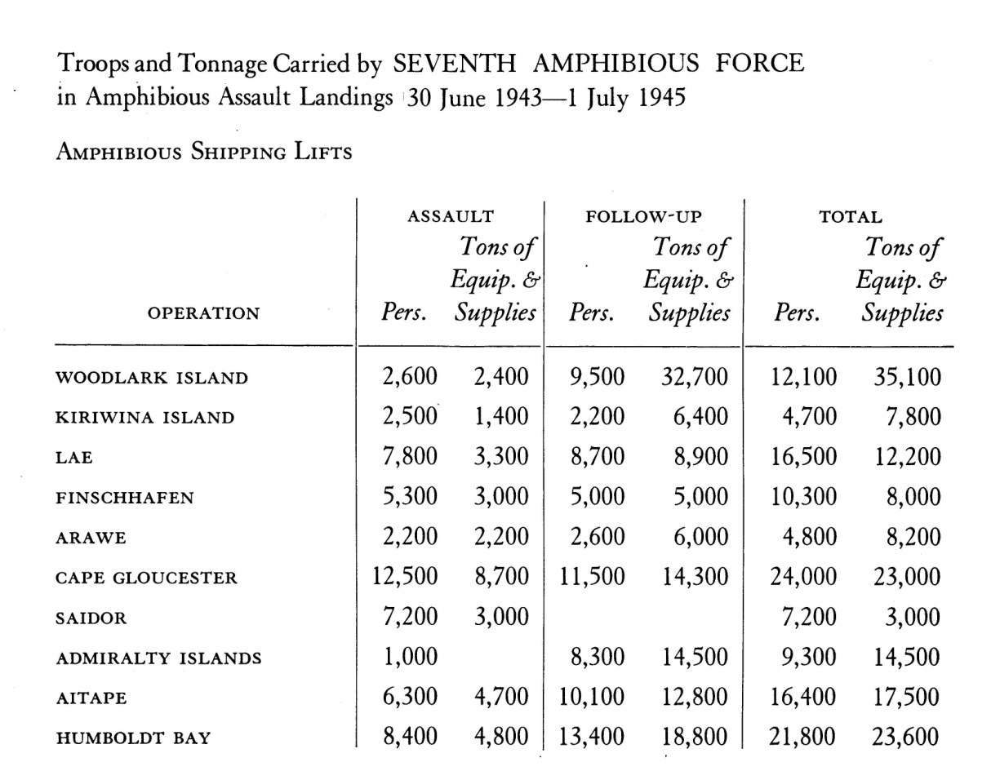 Troops and Tonnage Carried by SEVENTH AMPHIBIOUS FORCE
in Amphibious Assault Landings 30 June 1943—1 July 1945
AMPHIBIOUS SHIPPING LIFTS
ASSAULT FOLLOW-UP TOTAL
Tons of Tons of Tons of
Equip. & Equip. & Equip. &
OPERATION Pers. Supplies Pers. Supplies Pers. Supplies
WOODLARK ISLAND 2,600 2,400 9,500 32,700 12,100 35,100
KIRIWINA ISLAND 2,500 1,400 2,200 6,400 4,700 7,800
LAE 7,800 3,300 8,700 8,900 16,500 12,200
FINSCHHAFEN 5,300 3,000 5,000 5,000 10,300 8,000
ARAWE 2,200 2,200 2,600 6,000 4,800 8,200
CAPE GLOUCESTER 12,500 8,700 11,500 14,300 24,000 23,000
SAIDOR 7,200 3,000 7,200 3,000
ADMIRALTY ISLANDS 1,000 8,300 14,500 9,300 14,500
AITAPE 6,300 4,700 10,100 12,800 16,400 17,500
HUMBOLDT BAY 8,400 4,800 13,400 18,800 21,800 23,600